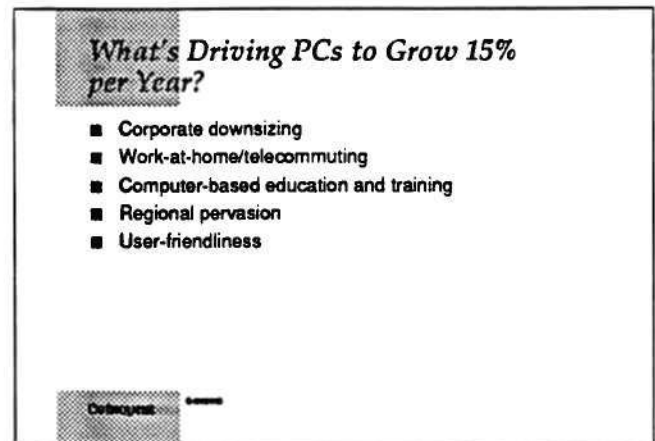 What's Driving PCs to Grow 15%
per Year?
■ Corporate downsizing
■ Work-at-home/telecommuting
■ Computer-based education and training
■ Regional pervasion
■ User-friendliness
Dataquest